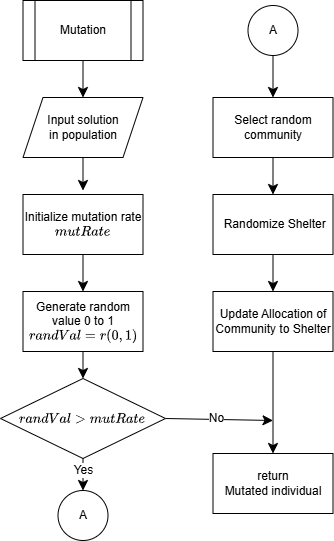 Mutation
Input solution
in population
Initialize mutation rate
mutRate
Generate random
value 0 to 1
randVal = r(0, 1)
randVal > mutRate
No
Yes
A
A
Select random
community
Randomize Shelter
Update Allocation of
Community to Shelter
return
Mutated individual